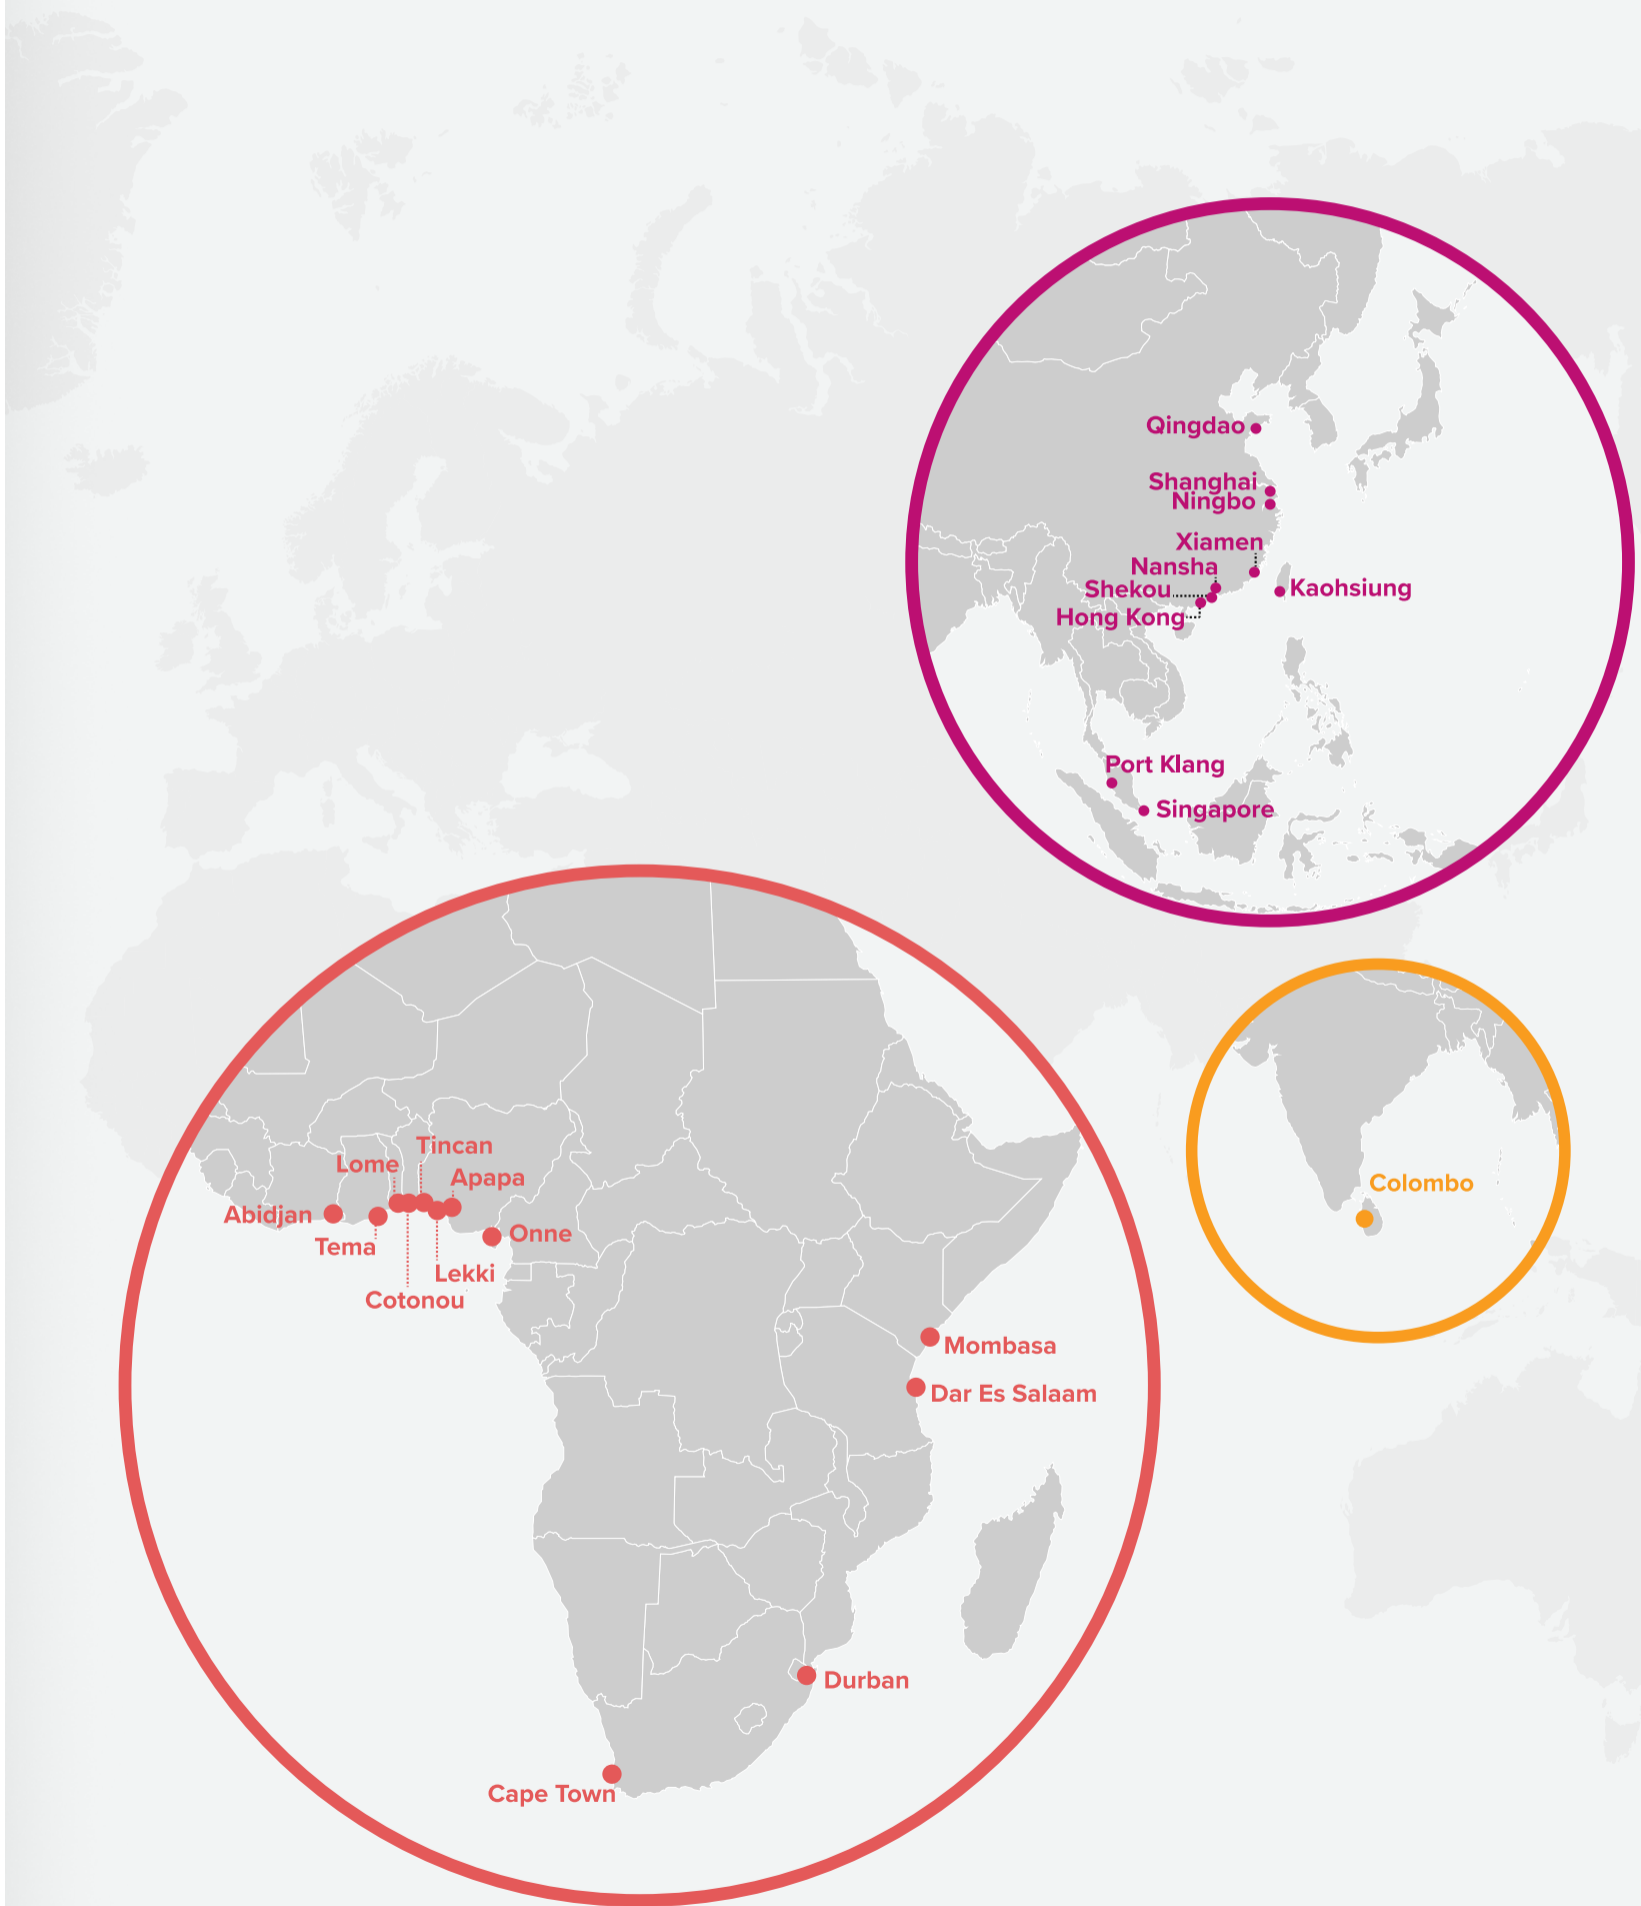 Qingdao
Shanghai
Ningbo
Xiamen
Nansha
Shekou
Kaohsiung
Hong Kong
Port Klang
Singapore
Tincan
Lome
Apapa
Abidjan
Onne
Tema
Lekki
Cotonou
Colombo
Mombasa
Dar Es Salaam
Durban
Cape Town